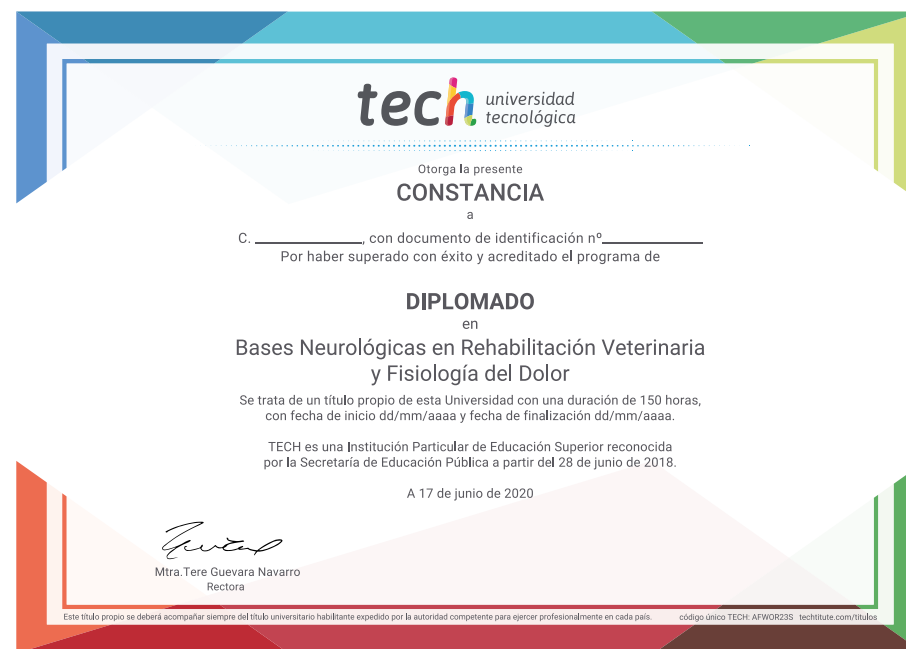 tech universidad
tecnológica
Otorga la presente
CONSTANCIA
a
C. ____________, con documento de identificación nº____________
Por haber superado con éxito y acreditado el programa de
DIPLOMADO
en
Bases Neurológicas en Rehabilitación Veterinaria
y Fisiología del Dolor
Se trata de un título propio de esta Universidad con una duración de 150 horas,
con fecha de inicio dd/mm/aaaa y fecha de finalización dd/mm/aaaa.
TECH es una Institución Particular de Educación Superior reconocida
por la Secretaría de Educación Pública a partir del 28 de junio de 2018.
A 17 de junio de 2020
Mtra.Tere Guevara Navarro
Rectora
Este título propio se deberá acompañar siempre del título universitario habilitante expedido por la autoridad competente para ejercer profesionalmente en cada país. código único TECH: AFWOR23S techtitute.com/titulos